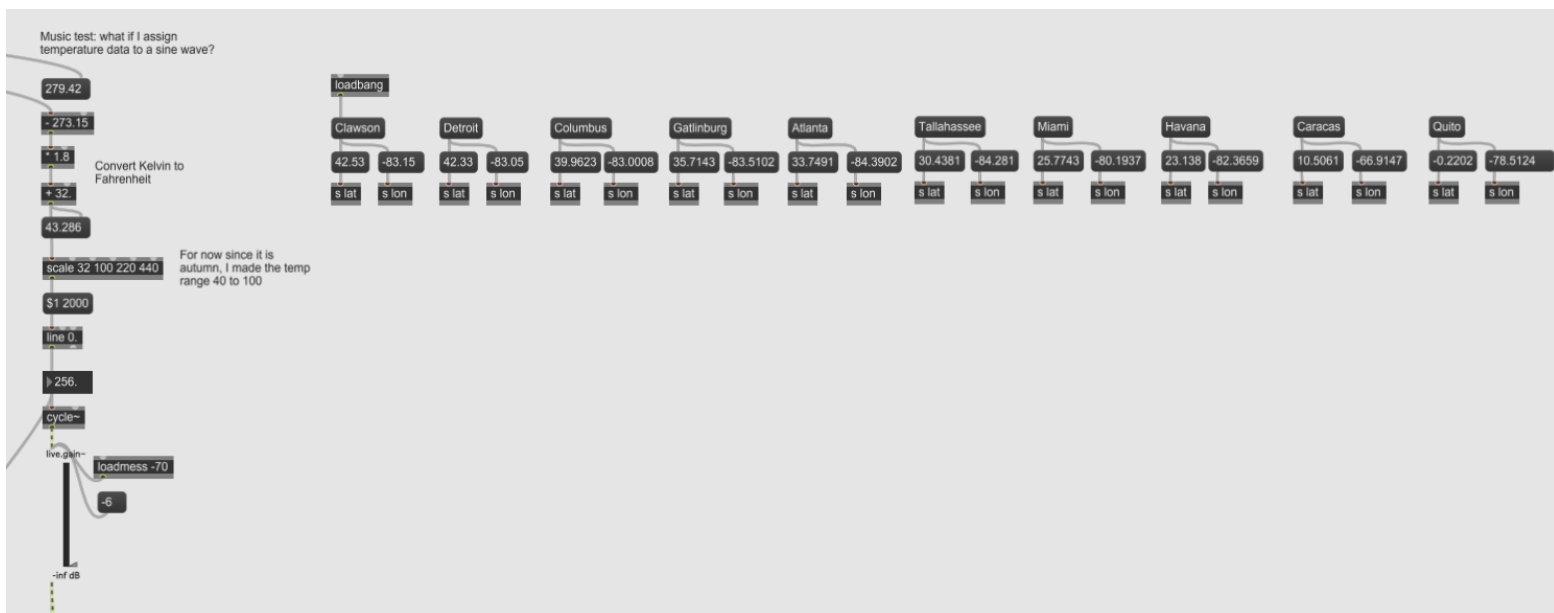 Music test: what if I assign
temperature data to a sine wave?
279.42
- 273.15
* 1.8
Convert Kelvin to
Fahrenheit
+ 32.
43.286
scale 32 100 220 440
For now since it is
autumn, I made the temp
range 40 to 100
$1 2000
line 0.
256.
cycle~
live.gain~
loadmess -70
-6
-inf dB
loadbang
Clawson
42.53
-83.15
s lat
s lon
Detroit
42.33
-83.05
s lat
s lon
Columbus
39.9623
-83.0008
s lat
s lon
Gatlinburg
35.7143
-83.5102
s lat
s lon
Atlanta
33.7491
-84.3902
s lat
s lon
Tallahassee
30.4381
-84.281
s lat
s lon
Miami
25.7743
-80.1937
s lat
s lon
Havana
23.138
-82.3659
s lat
s lon
Caracas
10.5061
-66.9147
s lat
s lon
Quito
-0.2202
-78.5124
s lat
s lon